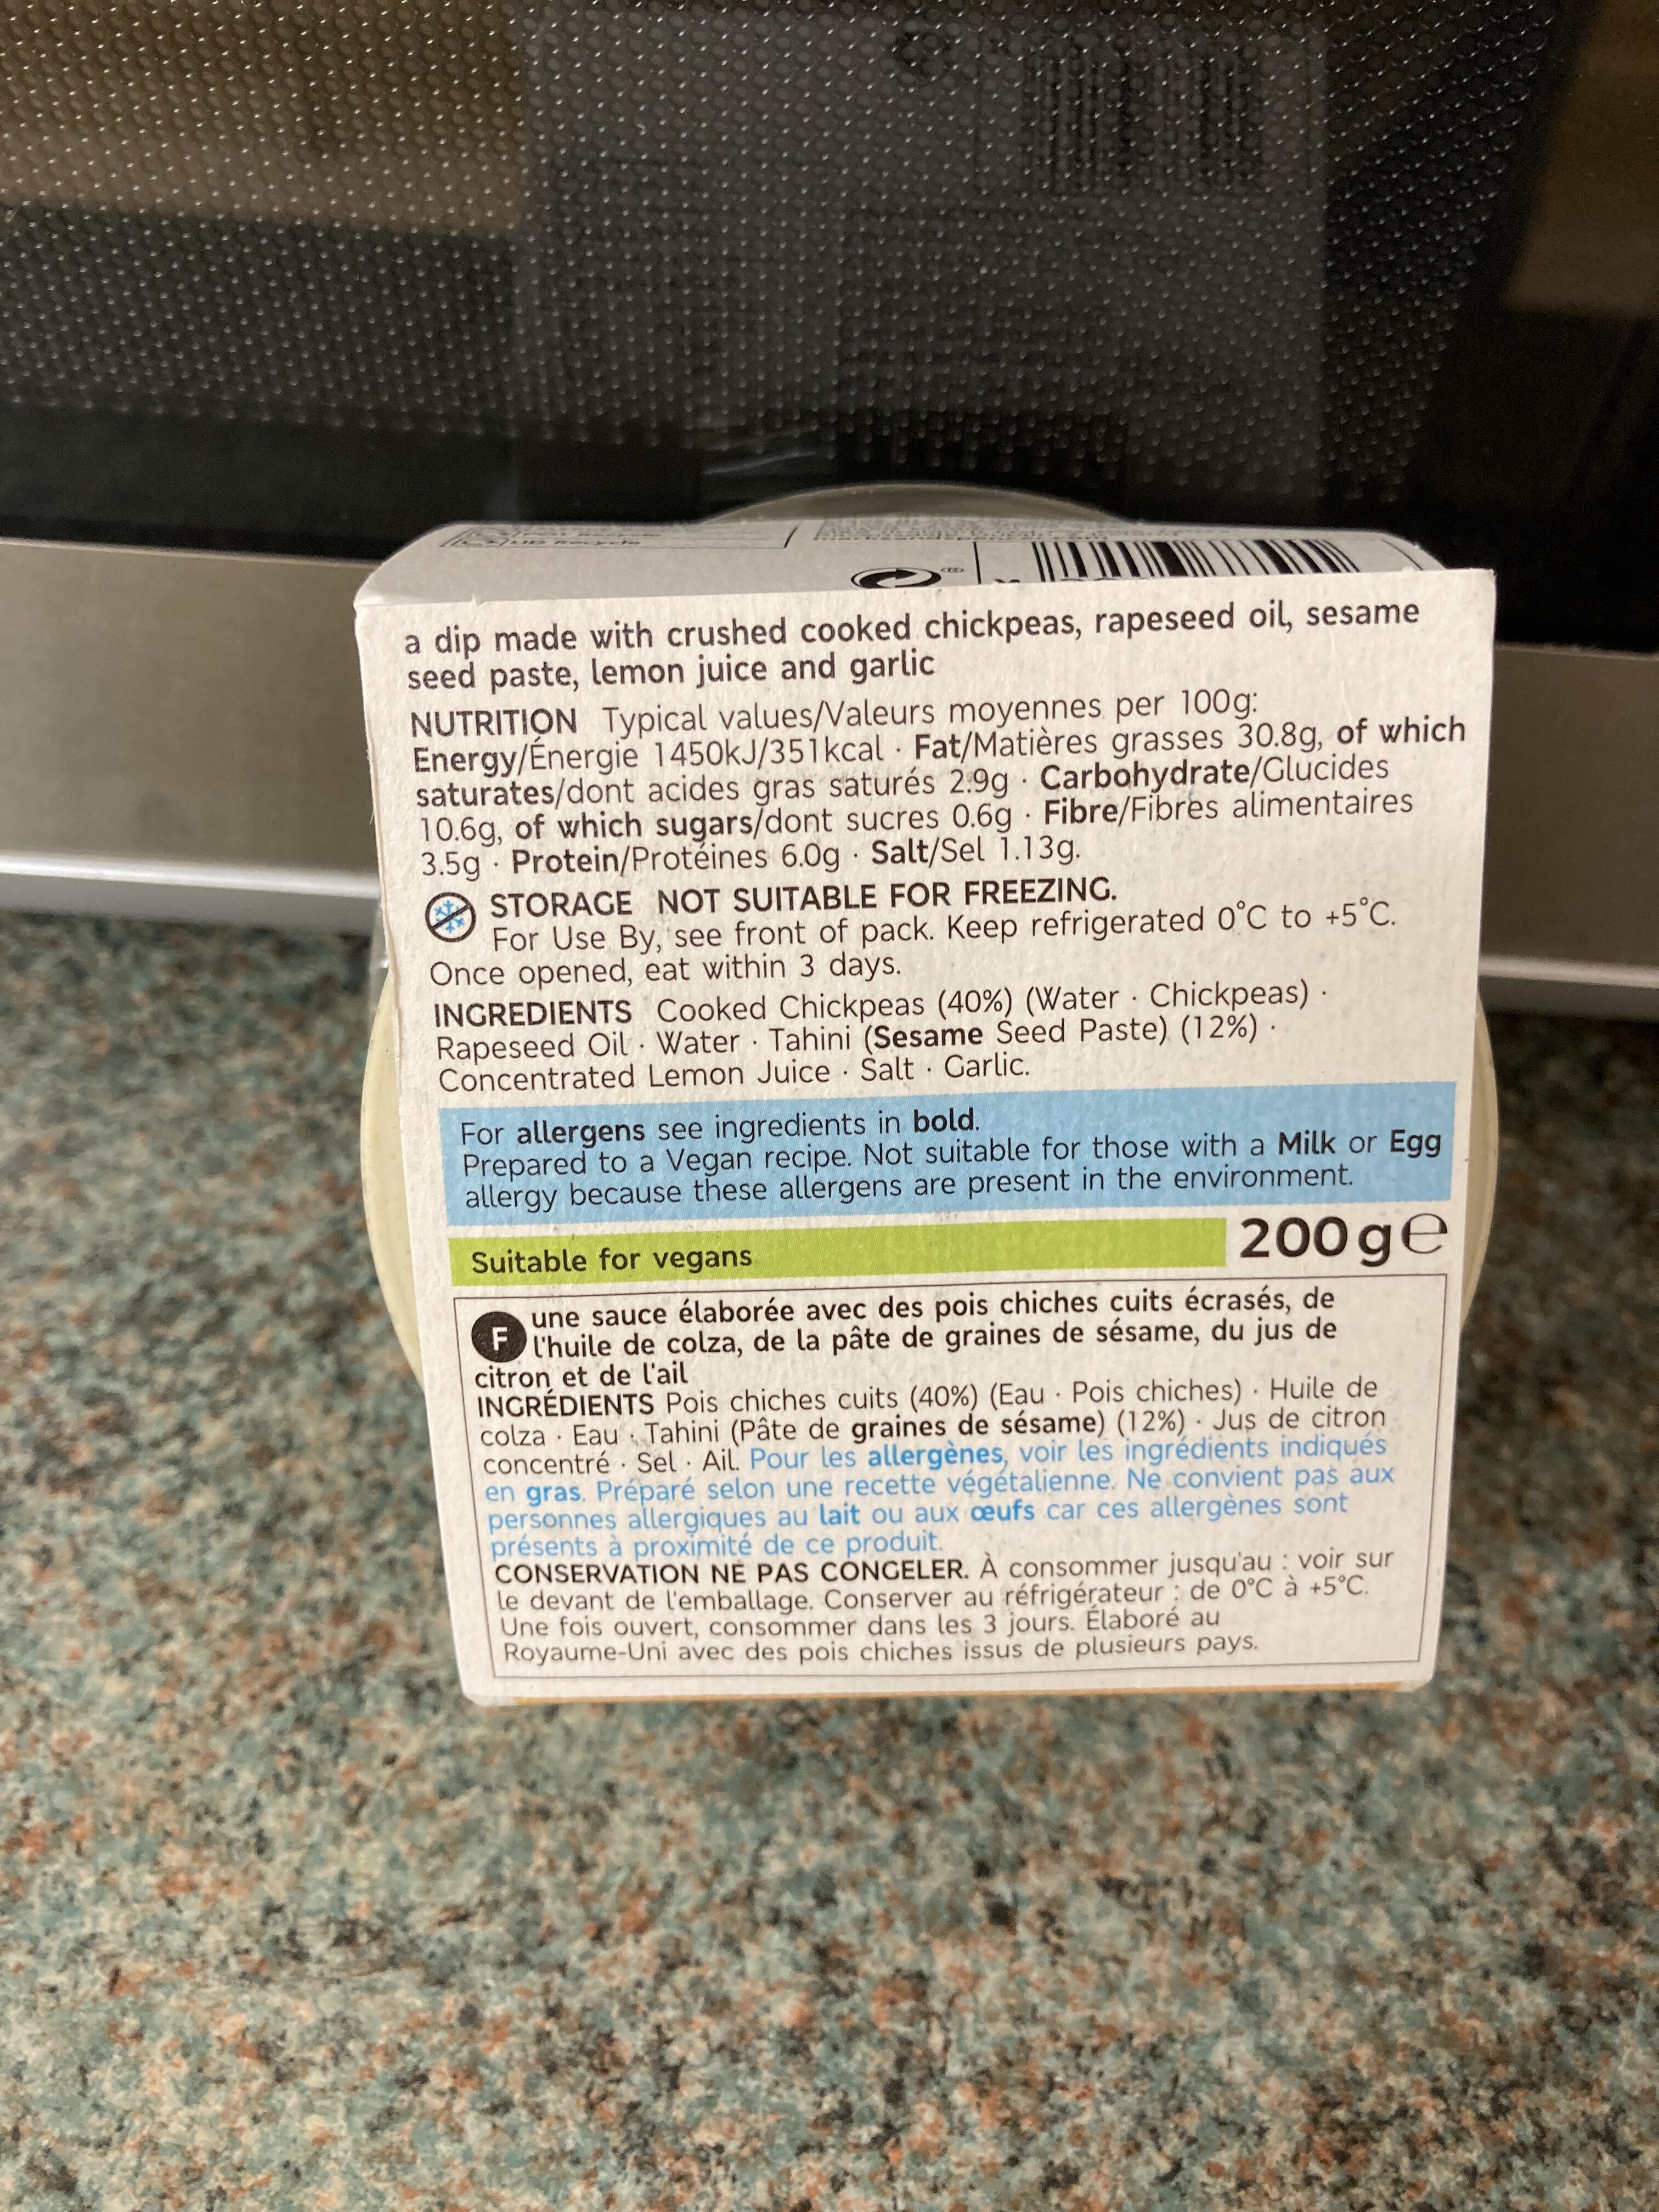 LID Recycle
a dip made with crushed cooked chickpeas, rapeseed oil, sesame
seed paste, lemon juice and garlic
NUTRITION Typical values/Valeurs moyennes per 100g:
Energy/Énergie 1450kJ/351kcal · Fat/Matières grasses 30.8g, of which
saturates/dont acides gras saturés 2.9g · Carbohydrate/Glucides
10.6g, of which sugars/dont sucres 0.6g · Fibre/Fibres alimentaires
3.5g · Protein/Protéines 6.0g · Salt/Sel 1.13g.
STORAGE NOT SUITABLE FOR FREEZING.
For Use By, see front of pack. Keep refrigerated 0°C to +5°C.
Once opened, eat within 3 days.
INGREDIENTS Cooked Chickpeas (40%) (Water · Chickpeas) ·
Rapeseed Oil · Water · Tahini (Sesame Seed Paste) (12%) ·
Concentrated Lemon Juice · Salt · Garlic.
For allergens see ingredients in bold.
Prepared to a Vegan recipe. Not suitable for those with a Milk or Egg
allergy because these allergens are present in the environment.
Suitable for vegans
200g℮
F une sauce élaborée avec des pois chiches cuits écrasés, de
l'huile de colza, de la pâte de graines de sésame, du jus de
citron et de l'ail
INGRÉDIENTS Pois chiches cuits (40%) (Eau · Pois chiches) · Huile de
colza · Eau · Tahini (Pâte de graines de sésame) (12%) · Jus de citron
concentré · Sel · Ail. Pour les allergènes, voir les ingrédients indiqués
en gras. Préparé selon une recette végétalienne. Ne convient pas aux
personnes allergiques au lait ou aux œufs car ces allergènes sont
présents à proximité de ce produit.
CONSERVATION NE PAS CONGELER. À consommer jusqu'au : voir sur
le devant de l'emballage. Conserver au réfrigérateur : de 0°C à +5°C.
Une fois ouvert, consommer dans les 3 jours. Élaboré au
Royaume-Uni avec des pois chiches issus de plusieurs pays.